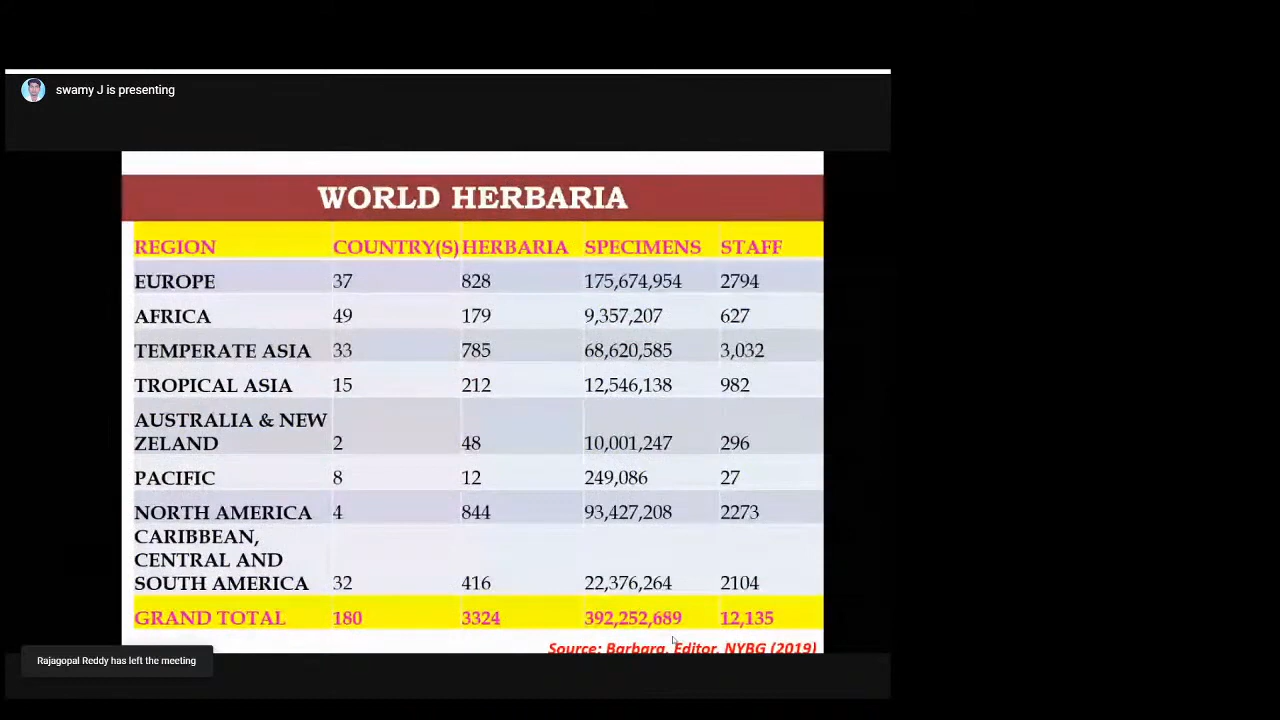 swamy J is presenting
WORLD HERBARIA
REGION COUNTRY(S) HERBARIA SPECIMENS STAFF
EUROPE 37 828 175,674,954 2794
AFRICA 49 179 9,357,207 627
TEMPERATE ASIA 33 785 68,620,585 3,032
TROPICAL ASIA 15 212 12,546,138 982
AUSTRALIA & NEW
ZELAND 2 48 10,001,247 296
PACIFIC 8 12 249,086 27
NORTH AMERICA 4 844 93,427,208 2273
CARIBBEAN,
CENTRAL AND
SOUTH AMERICA 32 416 22,376,264 2104
GRAND TOTAL 180 3324 392,252,689 12,135
Source: Barbara, Editor, NYBG (2019)
Rajagopal Reddy has left the meeting